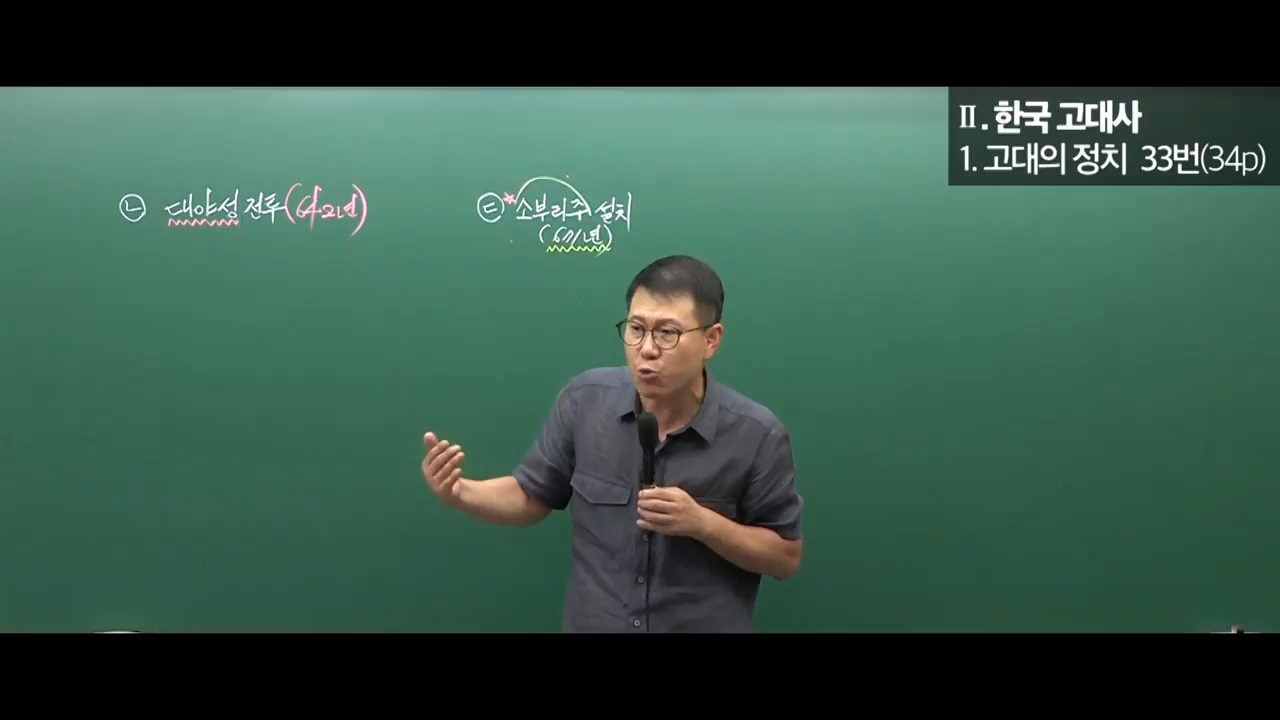 Ⅱ. 한국 고대사
1. 고대의 정치 33번(34p)
㉡ 대야성 전투(642년)
㉢ *소부리주 설치
(671년)